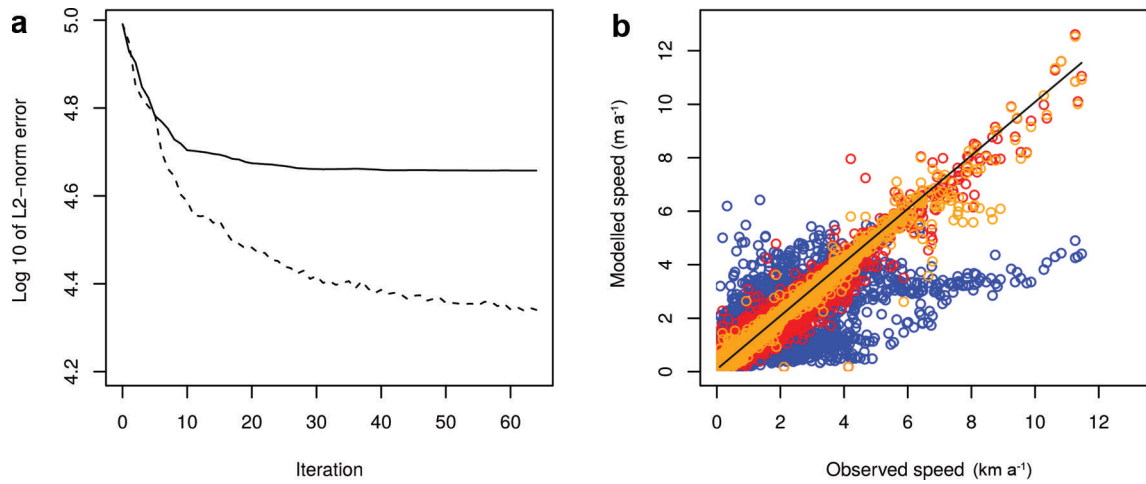 a
5.0
4.8
4.6
4.4
4.2
Log 10 of L2-norm error
0 10 20 30 40 50 60
Iteration
b
12
10
8
6
4
2
0
Modelled speed (m a⁻¹)
0 2 4 6 8 10 12
Observed speed (km a⁻¹)